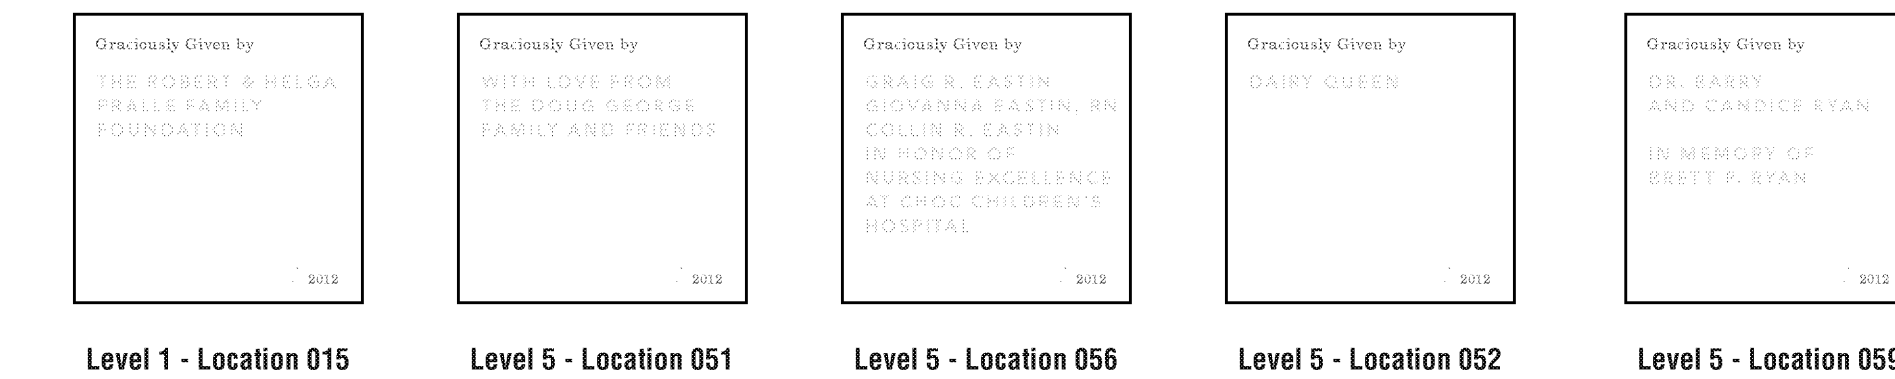 Graciously Given by
THE ROBERT & HELGA
PRALLE FAMILY
FOUNDATION
2012
Level 1 - Location 015
Graciously Given by
WITH LOVE FROM
THE DOUG GEORGE
FAMILY AND FRIENDS
2012
Level 5 - Location 051
Graciously Given by
GRAIG R. EASTIN
GIOVANNA EASTIN, RN
COLLIN R. EASTIN
IN HONOR OF
NURSING EXCELLENCE
AT CHOC CHILDREN'S
HOSPITAL
2012
Level 5 - Location 056
Graciously Given by
DAIRY QUEEN
2012
Level 5 - Location 052
Graciously Given by
DR. BARRY
AND CANDICE RYAN
IN MEMORY OF
BRETT P. RYAN
2012
Level 5 - Location 059